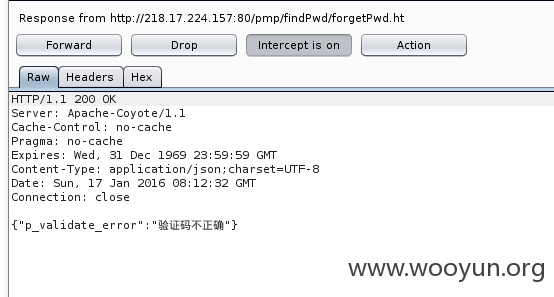 Response from http://218.17.224.157:80/pmp/findPwd/forgetPwd.ht
Forward Drop Intercept is on Action
Raw Headers Hex
HTTP/1.1 200 OK
Server: Apache-Coyote/1.1
Cache-Control: no-cache
Pragma: no-cache
Expires: Wed, 31 Dec 1969 23:59:59 GMT
Content-Type: application/json;charset=UTF-8
Date: Sun, 17 Jan 2016 08:12:32 GMT
Connection: close
{"p_validate_error":"验证码不正确"}
www.wooyun.org